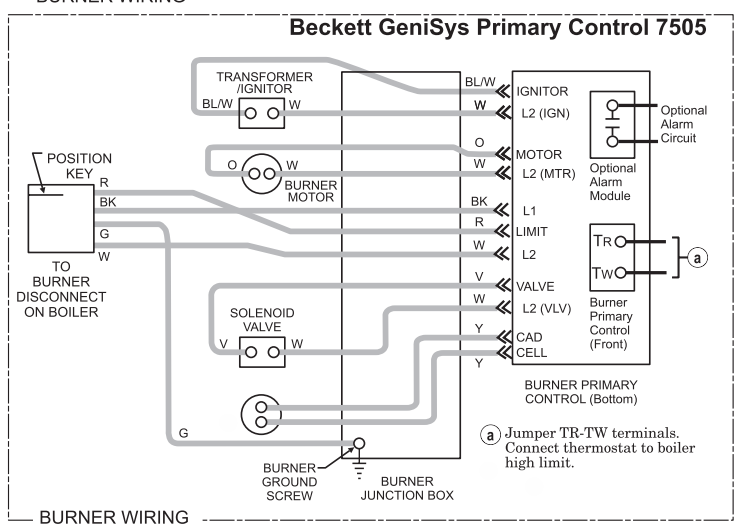 BURNER WIRING
Beckett GeniSys Primary Control 7505
TRANSFORMER
/IGNITOR
BL/W
W
BL/W
IGNITOR
W
L2 (IGN)
Optional
Alarm
Circuit
Optional
Alarm
Module
O
W
BURNER
MOTOR
O
MOTOR
W
L2 (MTR)
POSITION
KEY
R
BK
G
W
TO
BURNER
DISCONNECT
ON BOILER
BK
L1
R
LIMIT
W
L2
TR
TW
a
Burner
Primary
Control
(Front)
V
VALVE
W
L2 (VLV)
SOLENOID
VALVE
V
W
Y
CAD
CELL
Y
BURNER PRIMARY
CONTROL (Bottom)
G
BURNER
GROUND
SCREW
BURNER
JUNCTION BOX
a Jumper TR-TW terminals.
Connect thermostat to boiler
high limit.
BURNER WIRING